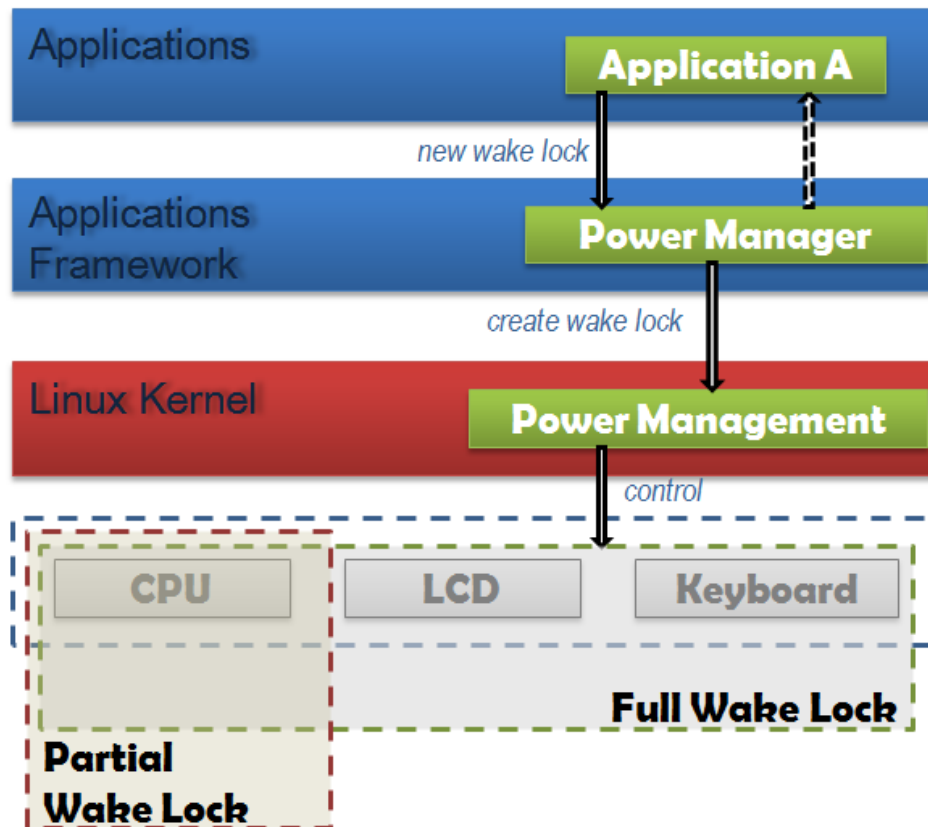 Applications
Application A
new wake lock
Applications
Framework
Power Manager
create wake lock
Linux Kernel
Power Management
control
CPU
LCD
Keyboard
Full Wake Lock
Partial
Wake Lock